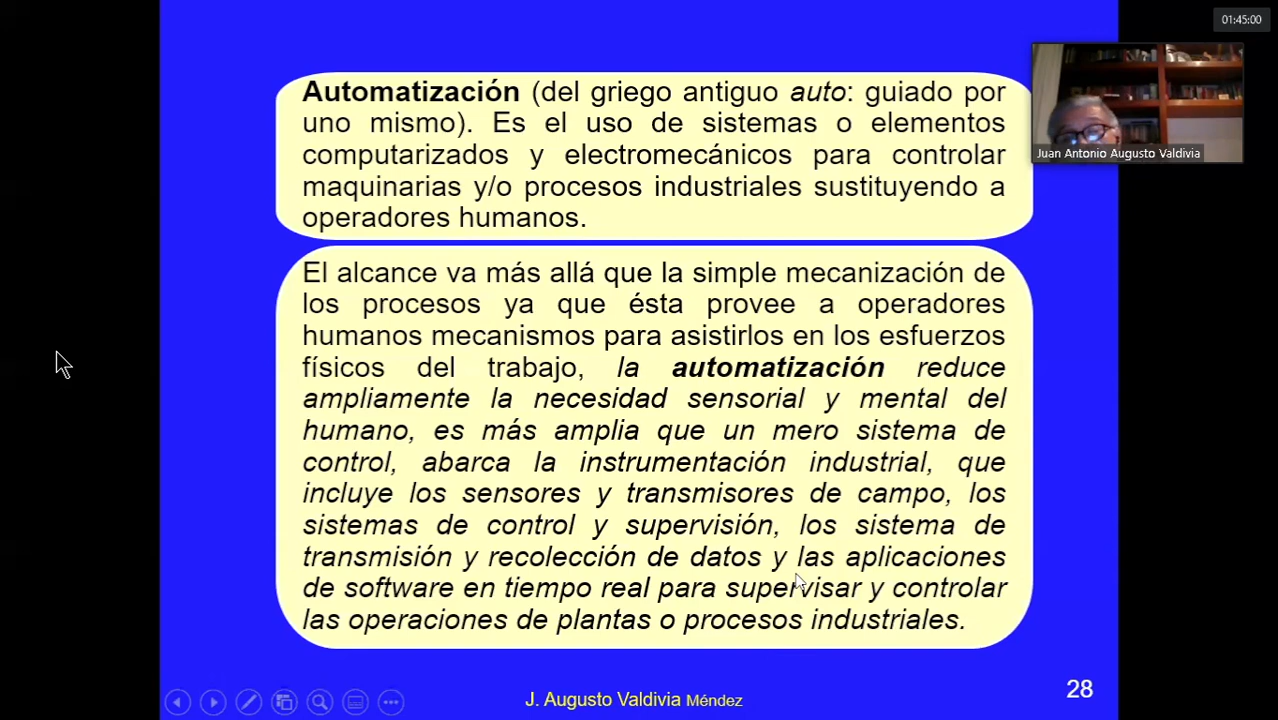 01:45:00
Automatización (del griego antiguo auto: guiado por
uno mismo). Es el uso de sistemas o elementos
computarizados y electromecánicos para controlar
maquinarias y/o procesos industriales sustituyendo a
operadores humanos.
Juan Antonio Augusto Valdivia
El alcance va más allá que la simple mecanización de
los procesos ya que ésta provee a operadores
humanos mecanismos para asistirlos en los esfuerzos
físicos del trabajo, la automatización reduce
ampliamente la necesidad sensorial y mental del
humano, es más amplia que un mero sistema de
control, abarca la instrumentación industrial, que
incluye los sensores y transmisores de campo, los
sistemas de control y supervisión, los sistema de
transmisión y recolección de datos y las aplicaciones
de software en tiempo real para supervisar y controlar
las operaciones de plantas o procesos industriales.
J. Augusto Valdivia Méndez
28